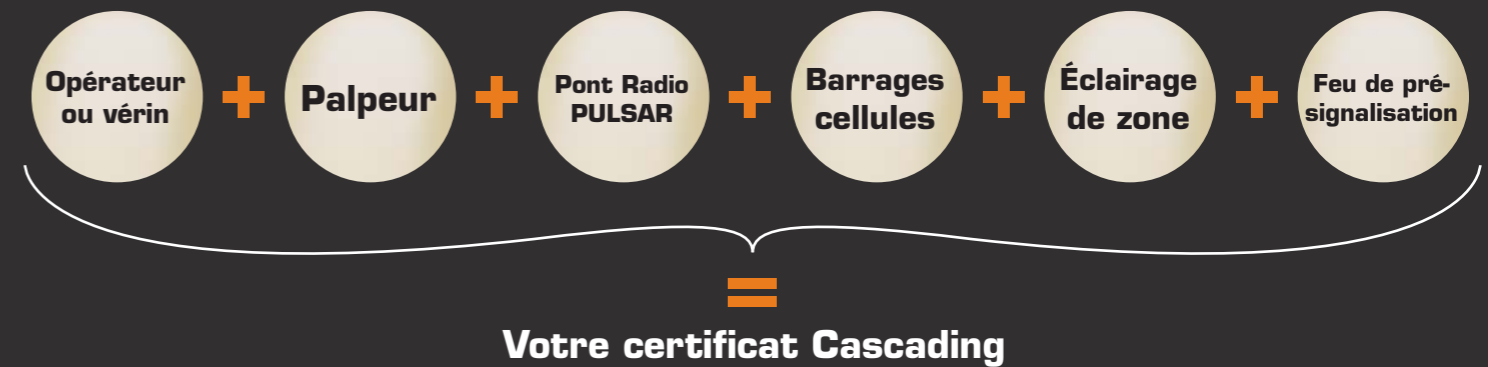 Opérateur
ou vérin
+
Palpeur
+
Pont Radio
PULSAR
+
Barrages
cellules
+
Éclairage
de zone
+
Feu de pré-
signalisation
=
Votre certificat Cascading